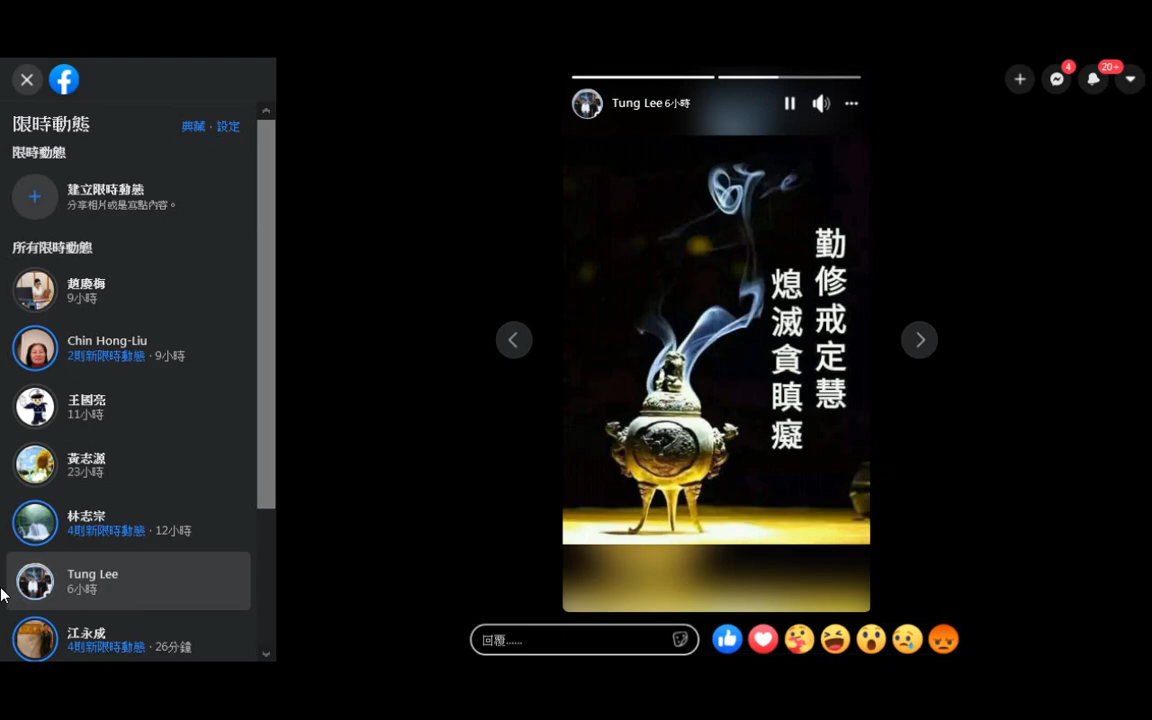 限時動態
典藏 · 設定
限時動態
建立限時動態
分享相片或是寫點內容。
所有限時動態
趙慶梅
9小時
Chin Hong-Liu
2則新限時動態 · 9小時
王國亮
11小時
黃志源
23小時
林志宗
4則新限時動態 · 12小時
Tung Lee
6小時
江永成
4則新限時動態 · 26分鐘
Tung Lee 6小時
勤修戒定慧
熄滅貪瞋癡
回覆......
4
20+